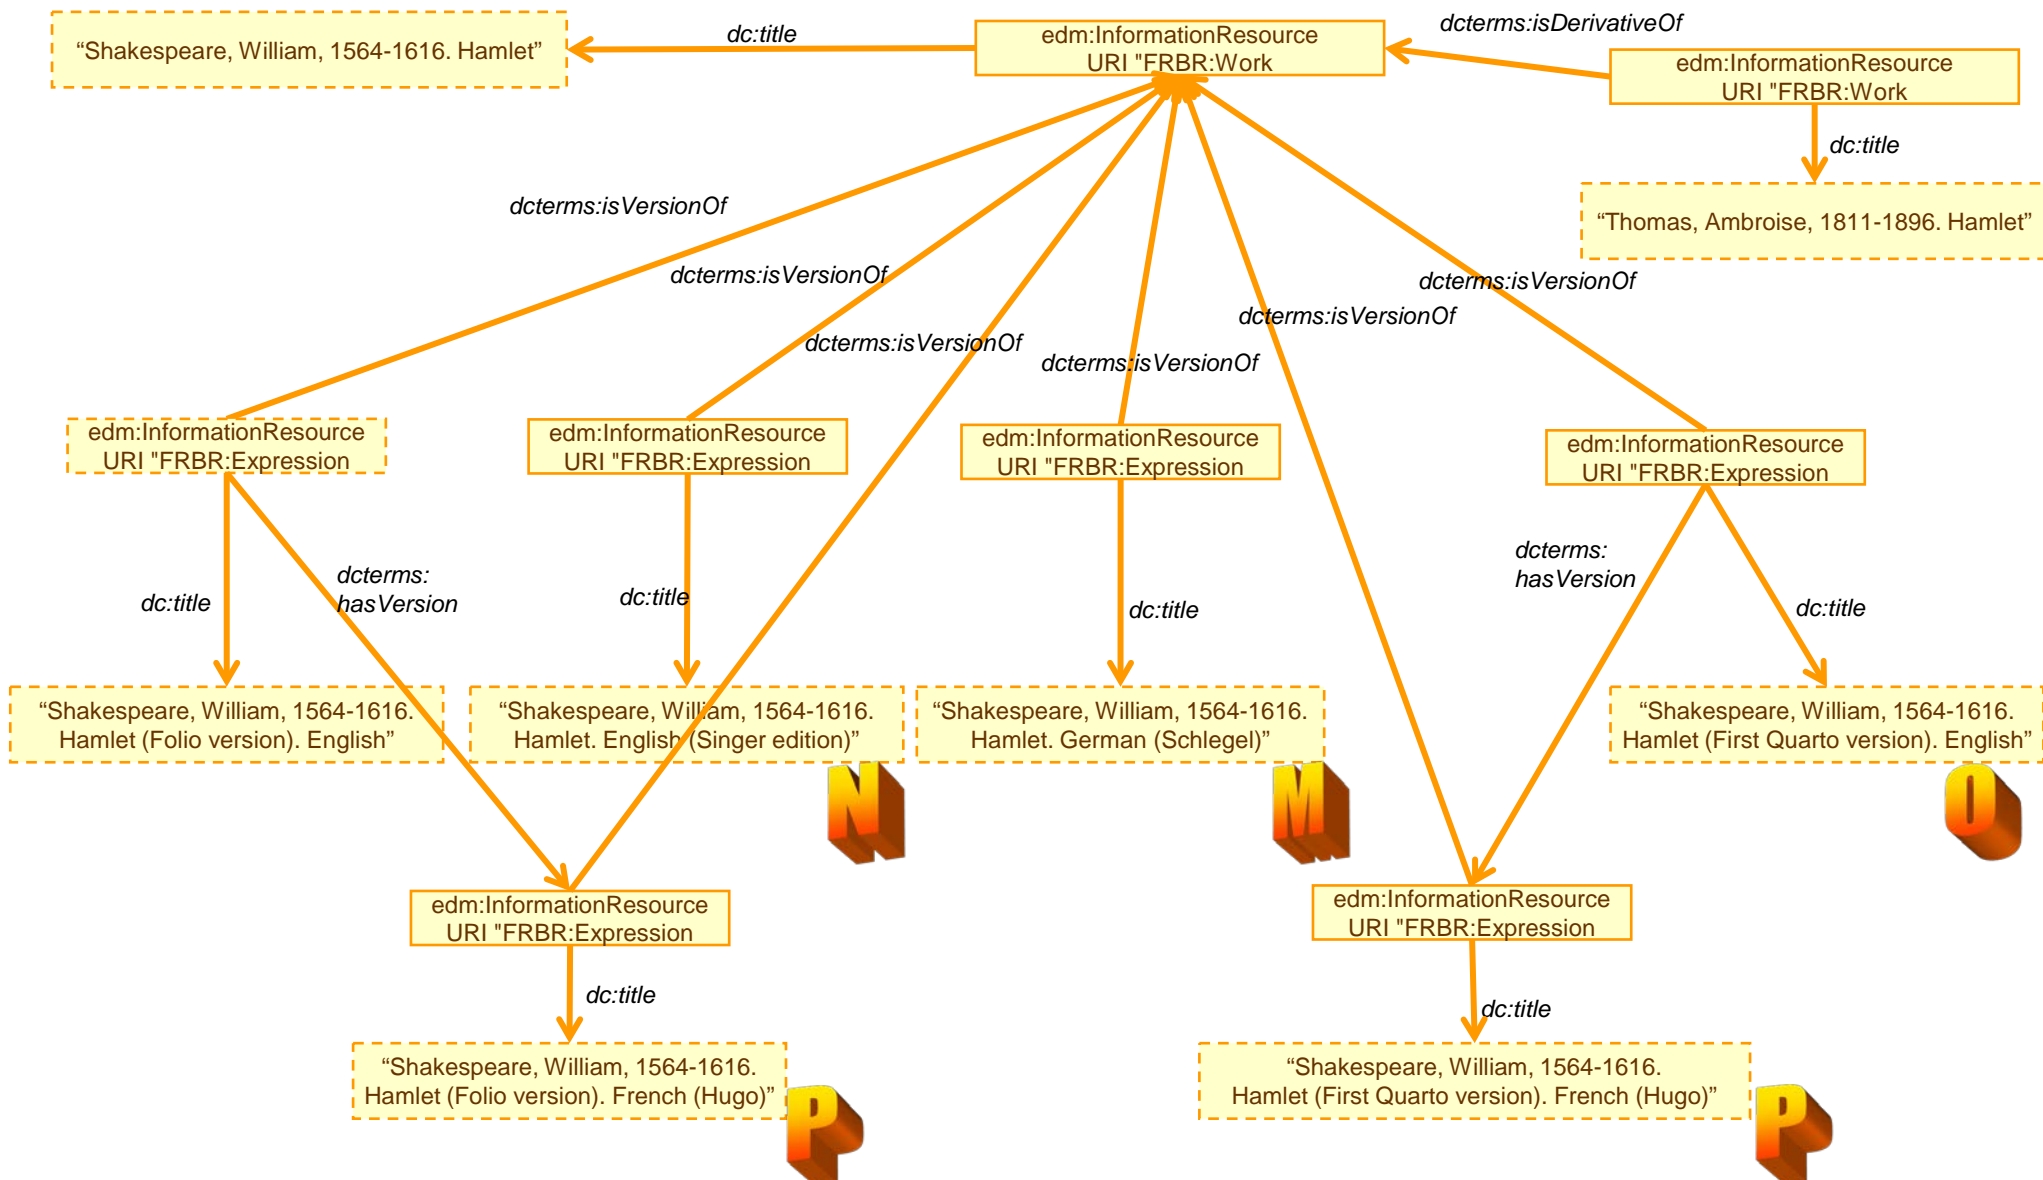 “Shakespeare, William, 1564-1616. Hamlet”
dc:title
edm:InformationResource
URI "FRBR:Work
dcterms:isDerivativeOf
edm:InformationResource
URI "FRBR:Work
dc:title
“Thomas, Ambroise, 1811-1896. Hamlet”
dcterms:isVersionOf
dcterms:isVersionOf
dcterms:isVersionOf
dcterms:isVersionOf
dcterms:isVersionOf
dcterms:isVersionOf
edm:InformationResource
URI "FRBR:Expression
edm:InformationResource
URI "FRBR:Expression
edm:InformationResource
URI "FRBR:Expression
edm:InformationResource
URI "FRBR:Expression
dc:title
dcterms:
hasVersion
dc:title
dc:title
dcterms:
hasVersion
dc:title
“Shakespeare, William, 1564-1616.
Hamlet (Folio version). English”
“Shakespeare, William, 1564-1616.
Hamlet. English (Singer edition)”
N
“Shakespeare, William, 1564-1616.
Hamlet. German (Schlegel)”
M
“Shakespeare, William, 1564-1616.
Hamlet (First Quarto version). English”
O
edm:InformationResource
URI "FRBR:Expression
dc:title
“Shakespeare, William, 1564-1616.
Hamlet (Folio version). French (Hugo)”
P
edm:InformationResource
URI "FRBR:Expression
dc:title
“Shakespeare, William, 1564-1616.
Hamlet (First Quarto version). French (Hugo)”
P